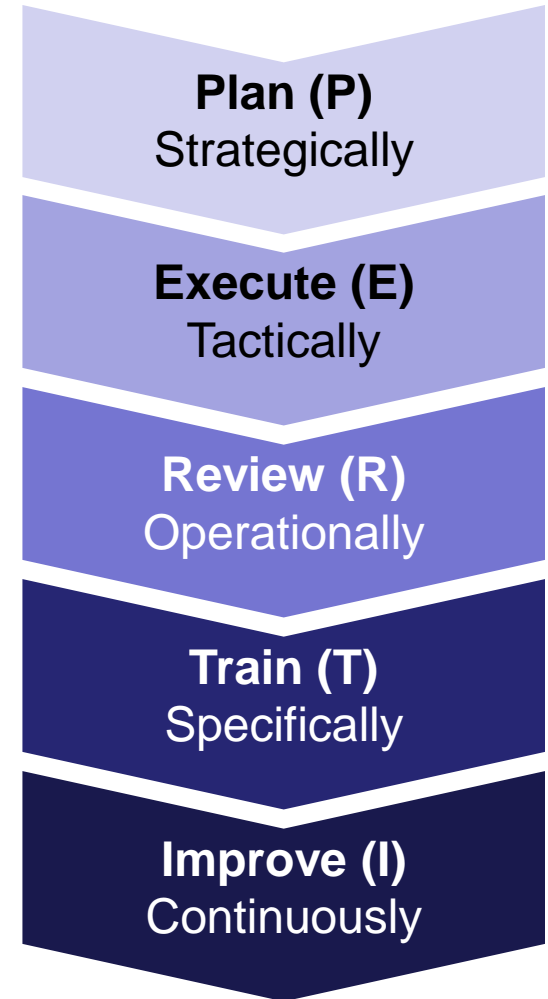 Plan (P)
Strategically
Execute (E)
Tactically
Review (R)
Operationally
Train (T)
Specifically
Improve (I)
Continuously